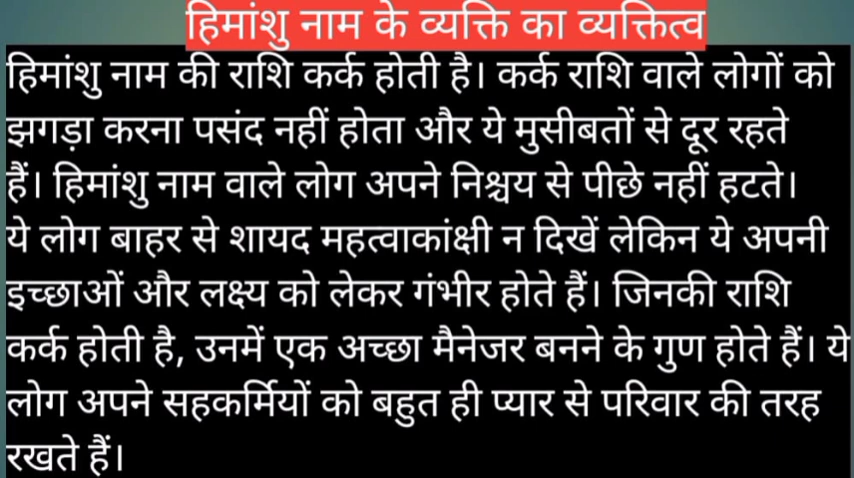 हिमांशु नाम के व्यक्ति का व्यक्तित्व
हिमांशु नाम की राशि कर्क होती है। कर्क राशि वाले लोगों को
झगड़ा करना पसंद नहीं होता और ये मुसीबतों से दूर रहते
हैं। हिमांशु नाम वाले लोग अपने निश्चय से पीछे नहीं हटते।
ये लोग बाहर से शायद महत्वाकांक्षी न दिखें लेकिन ये अपनी
इच्छाओं और लक्ष्य को लेकर गंभीर होते हैं। जिनकी राशि
कर्क होती है, उनमें एक अच्छा मैनेजर बनने के गुण होते हैं। ये
लोग अपने सहकर्मियों को बहुत ही प्यार से परिवार की तरह
रखते हैं।